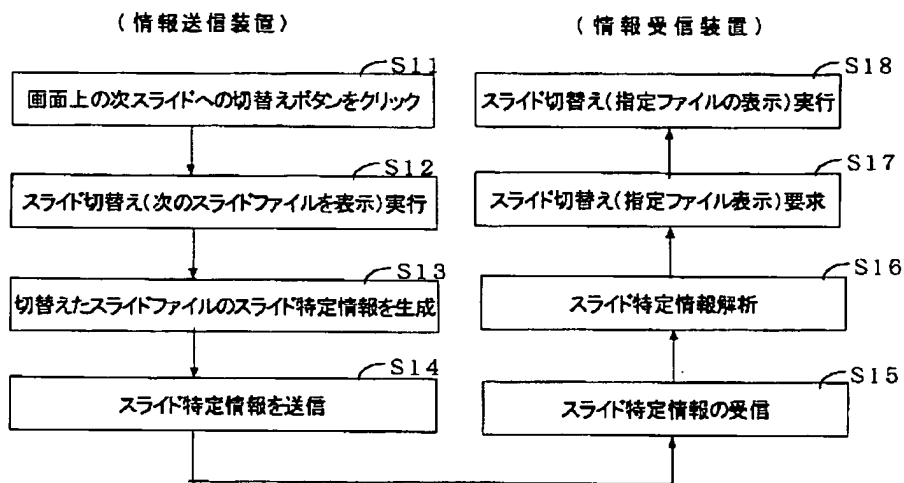 (情報送信装置)
S11
画面上の次スライドへの切替えボタンをクリック
S12
スライド切替え(次のスライドファイルを表示)実行
S13
切替えたスライドファイルのスライド特定情報を生成
S14
スライド特定情報を送信
(情報受信装置)
S18
スライド切替え(指定ファイルの表示)実行
S17
スライド切替え(指定ファイル表示)要求
S16
スライド特定情報解析
S15
スライド特定情報の受信